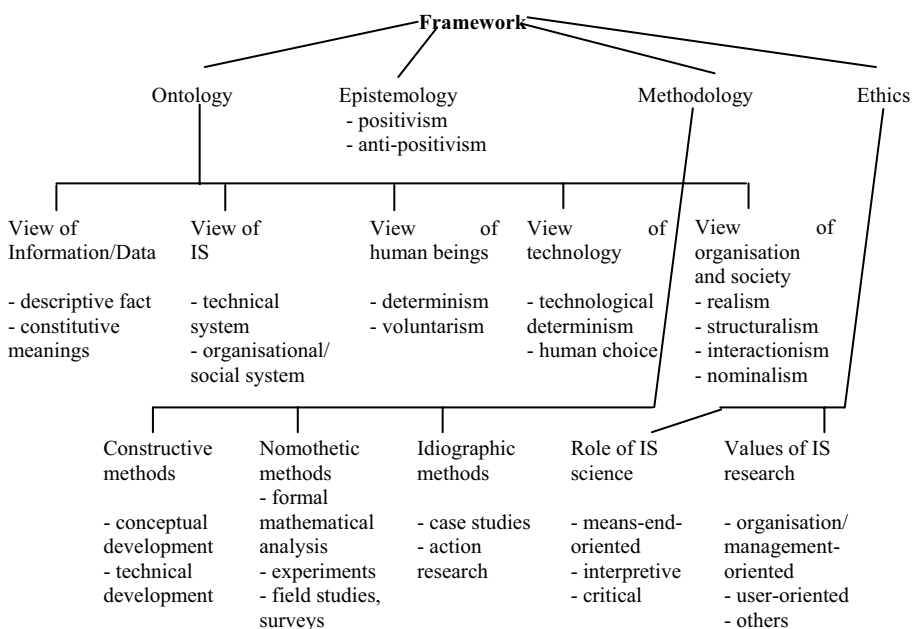 Framework
Ontology
Epistemology
- positivism
- anti-positivism
Methodology
Ethics
View of
Information/Data
- descriptive fact
- constitutive
meanings
View of
IS
- technical
system
- organisational/
social system
View of
human beings
- determinism
- voluntarism
View of
technology
- technological
determinism
- human choice
View of
organisation
and society
- realism
- structuralism
- interactionism
- nominalism
Constructive
methods
- conceptual
development
- technical
development
Nomothetic
methods
- formal
mathematical
analysis
- experiments
- field studies,
surveys
Idiographic
methods
- case studies
- action
research
Role of IS
science
- means-end-
oriented
- interpretive
- critical
Values of IS
research
- organisation/
management-
oriented
- user-oriented
- others